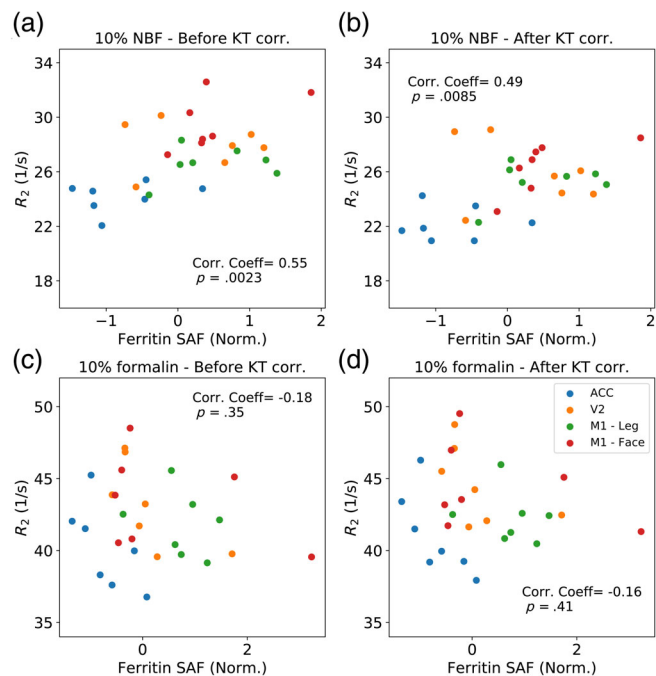 (a)
10% NBF - Before KT corr.
34
30
26
22
18
R2 (1/s)
Corr. Coeff= 0.55
p = .0023
−1
0
1
2
Ferritin SAF (Norm.)
(b)
10% NBF - After KT corr.
34
30
26
22
18
R2 (1/s)
Corr. Coeff= 0.49
p = .0085
−1
0
1
2
Ferritin SAF (Norm.)
(c)
10% formalin - Before KT corr.
50
45
40
35
R2 (1/s)
Corr. Coeff= -0.18
p = .35
0
2
Ferritin SAF (Norm.)
(d)
10% formalin - After KT corr.
50
45
40
35
R2 (1/s)
ACC
V2
M1 - Leg
M1 - Face
Corr. Coeff= -0.16
p = .41
0
2
Ferritin SAF (Norm.)